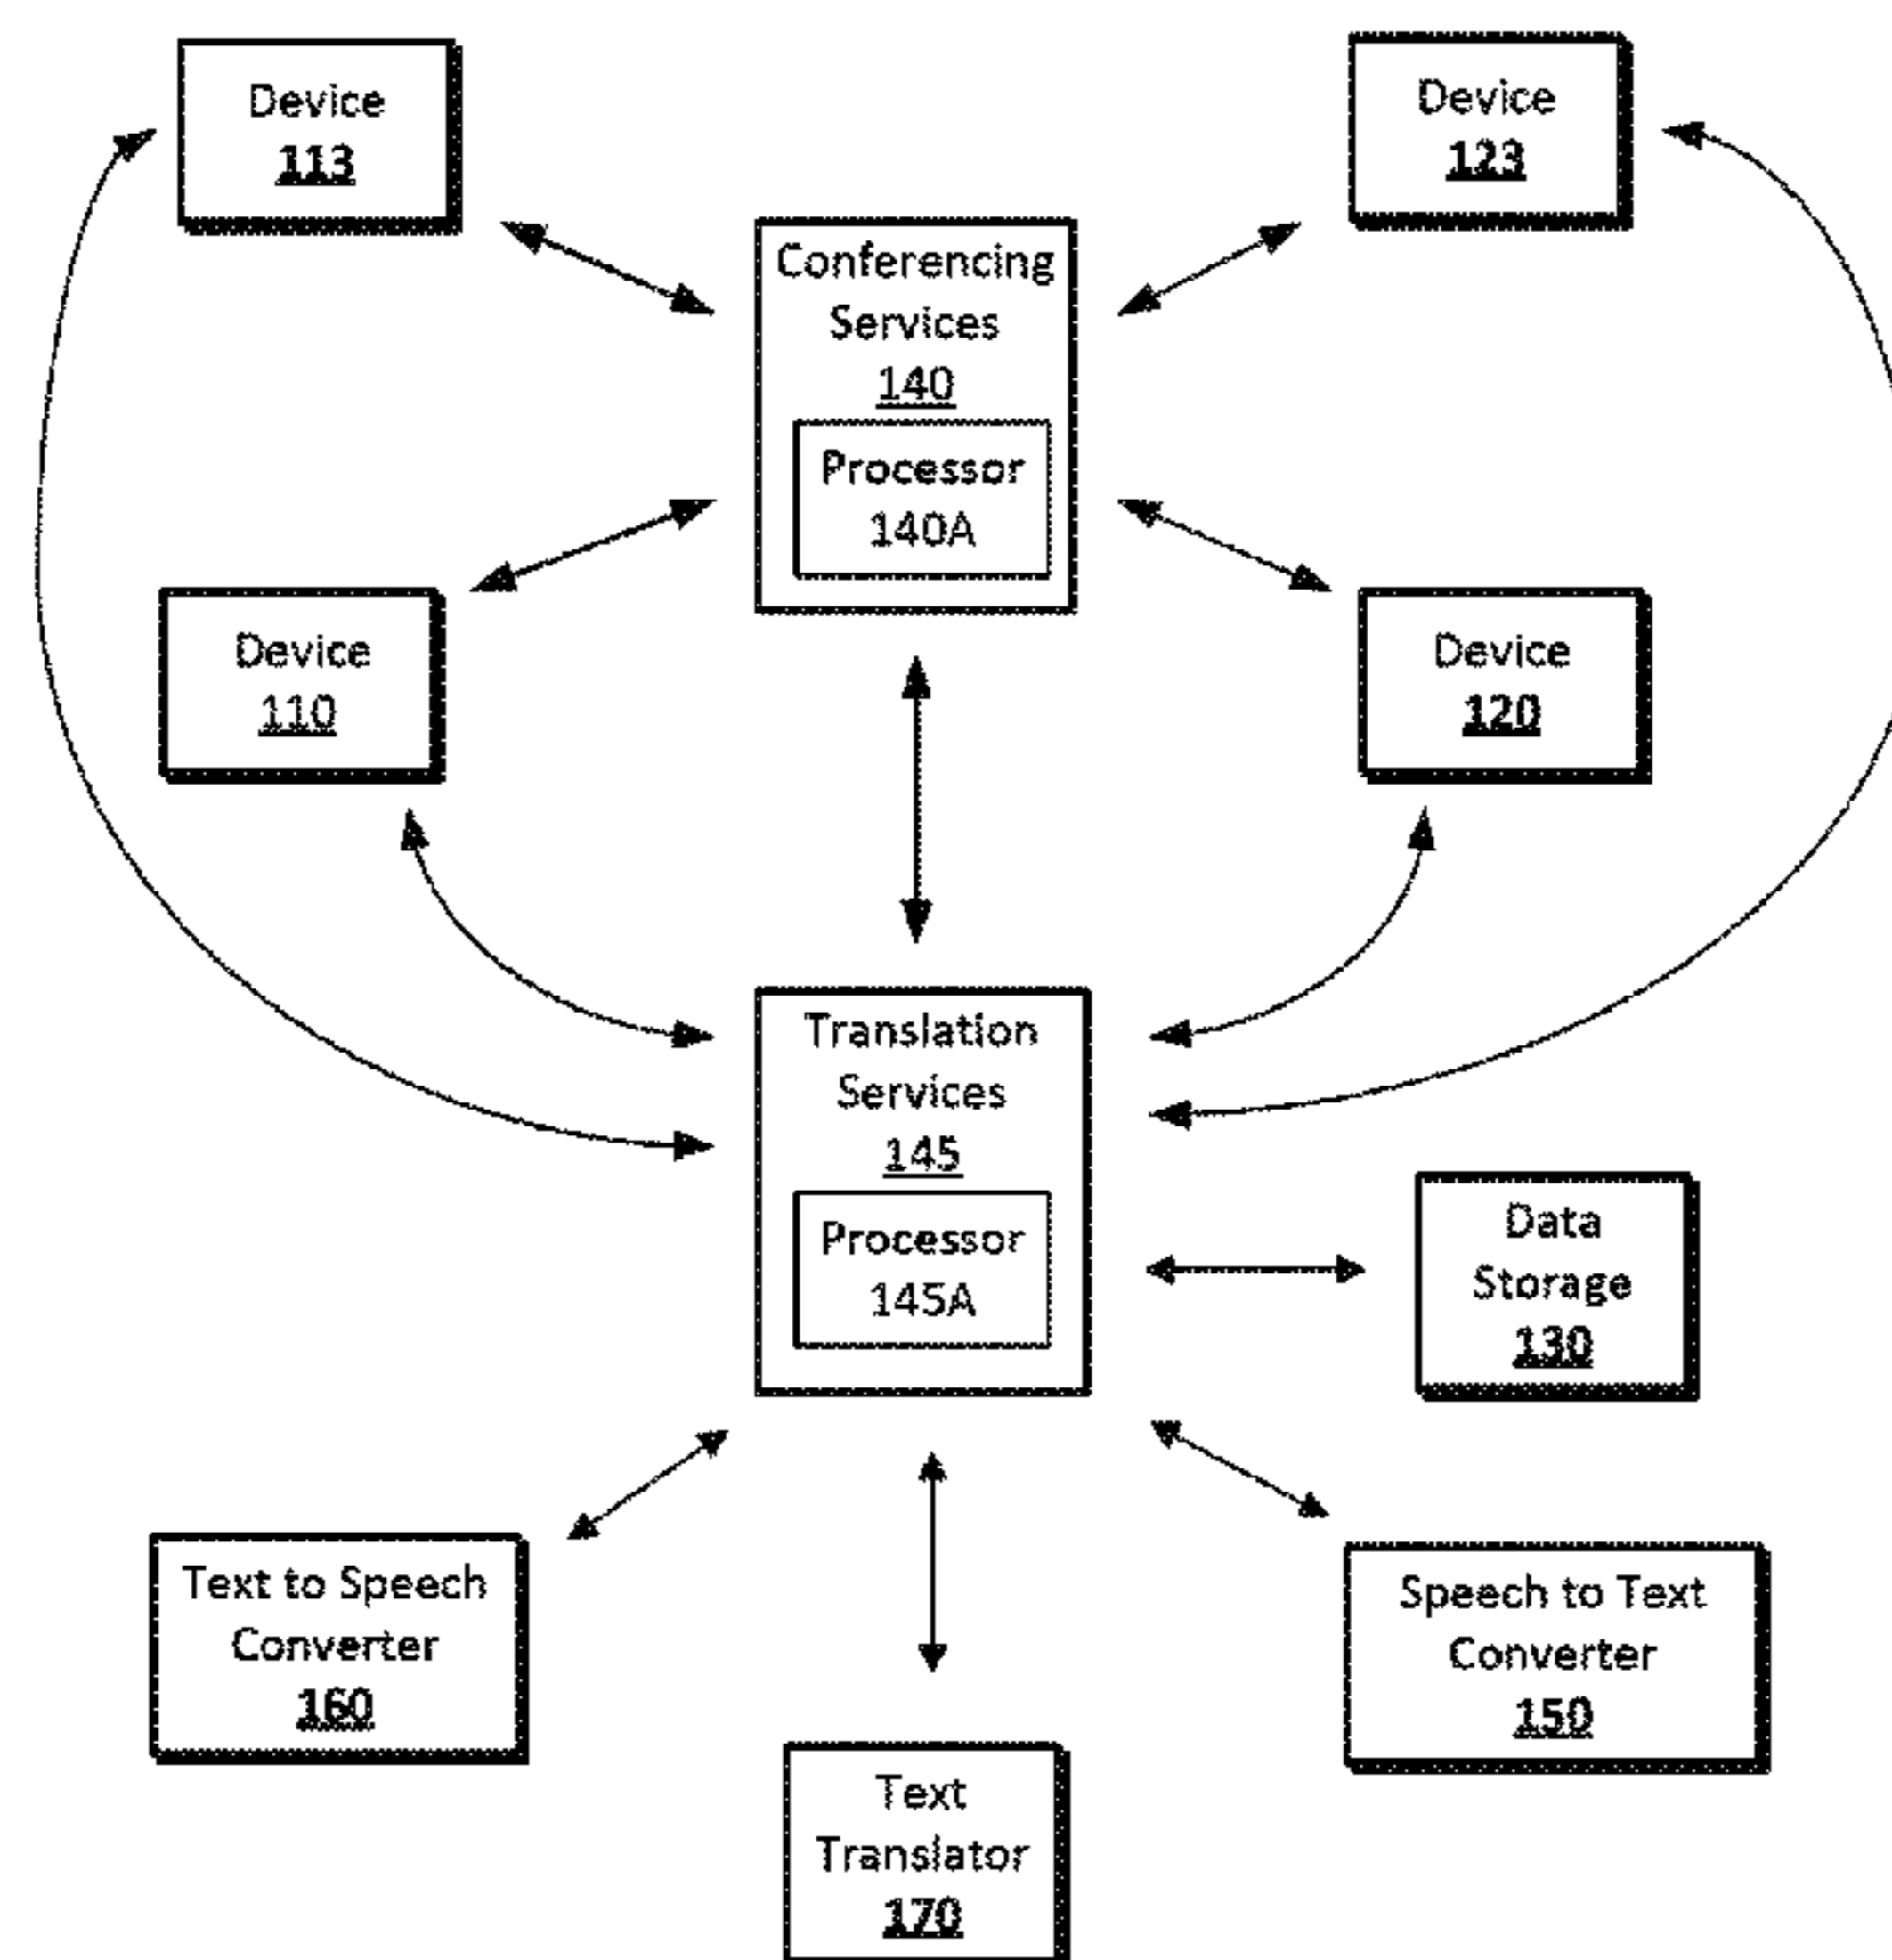 Device
113
Device
123
Conferencing
Services
140
Processor
140A
Device
110
Device
120
Translation
Services
145
Processor
145A
Data
Storage
130
Text to Speech
Converter
160
Speech to Text
Converter
150
Text
Translator
170